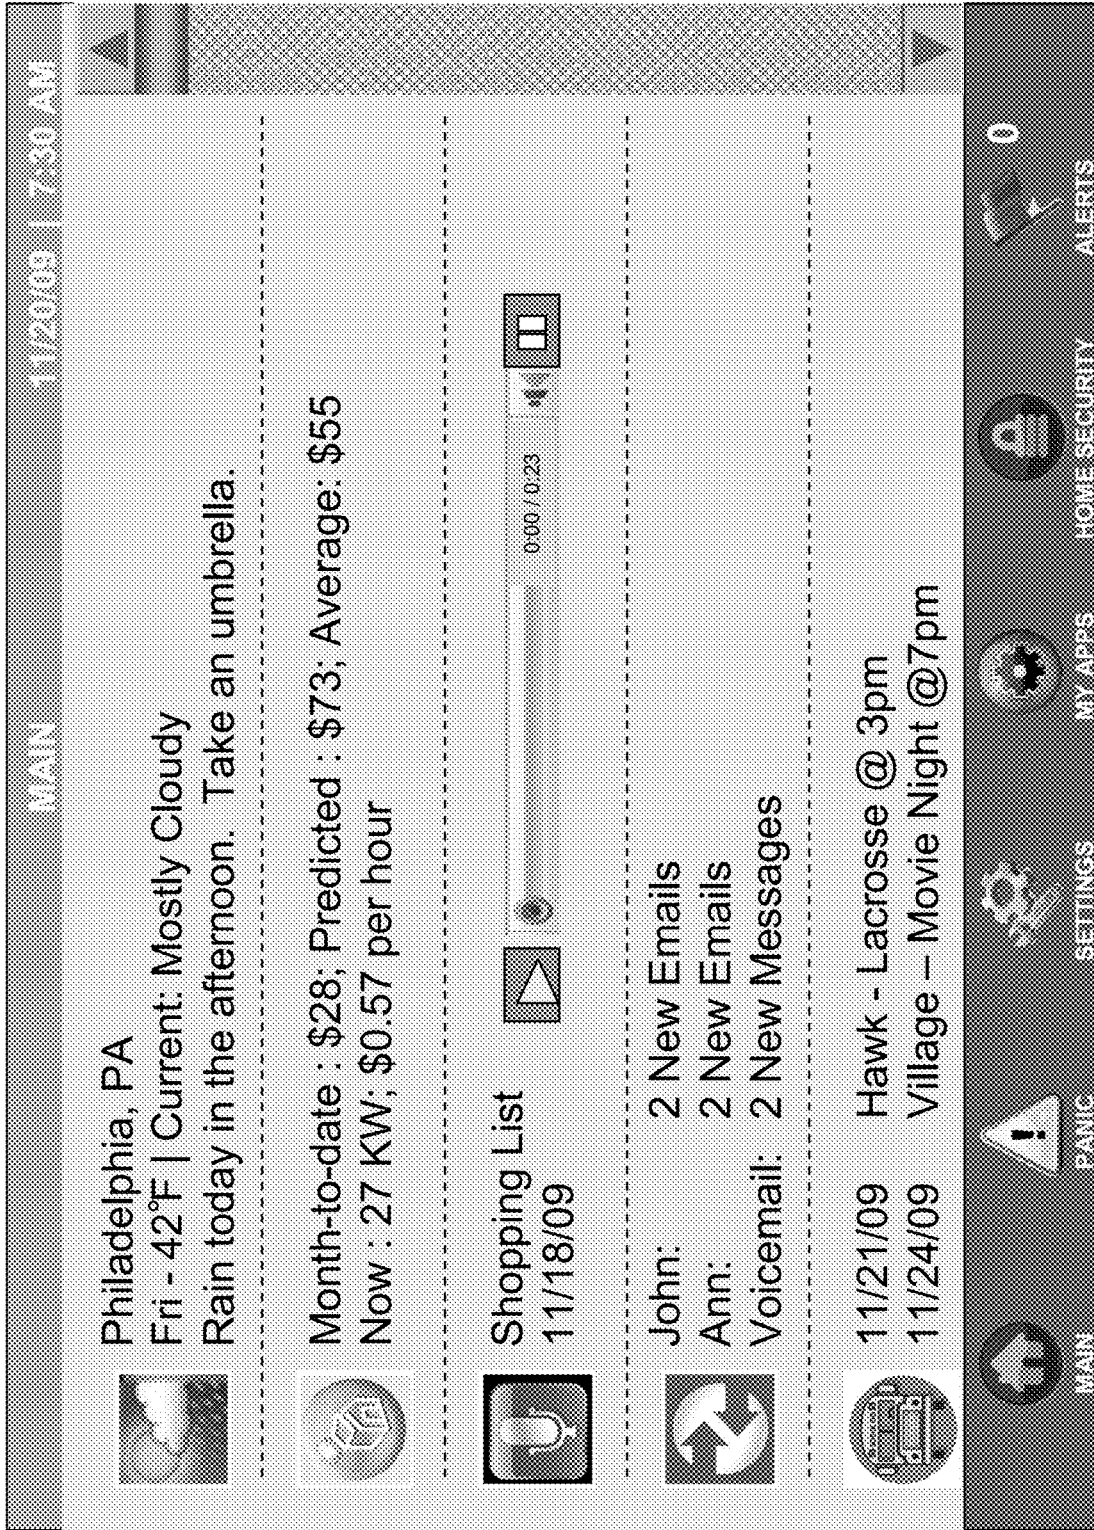 MAIN
11/20/09 | 7:30 AM
Philadelphia, PA
Fri - 42°F | Current: Mostly Cloudy
Rain today in the afternoon. Take an umbrella.
Month-to-date : $28; Predicted : $73; Average: $55
Now : 27 KW; $0.57 per hour
Shopping List
11/18/09
0:00 / 0:23
John: 2 New Emails
Ann: 2 New Emails
Voicemail: 2 New Messages
11/21/09 Hawk - Lacrosse @ 3pm
11/24/09 Village – Movie Night @7pm
0
MAIN
PANIC
SETTINGS
MY APPS
HOME SECURITY
ALERTS